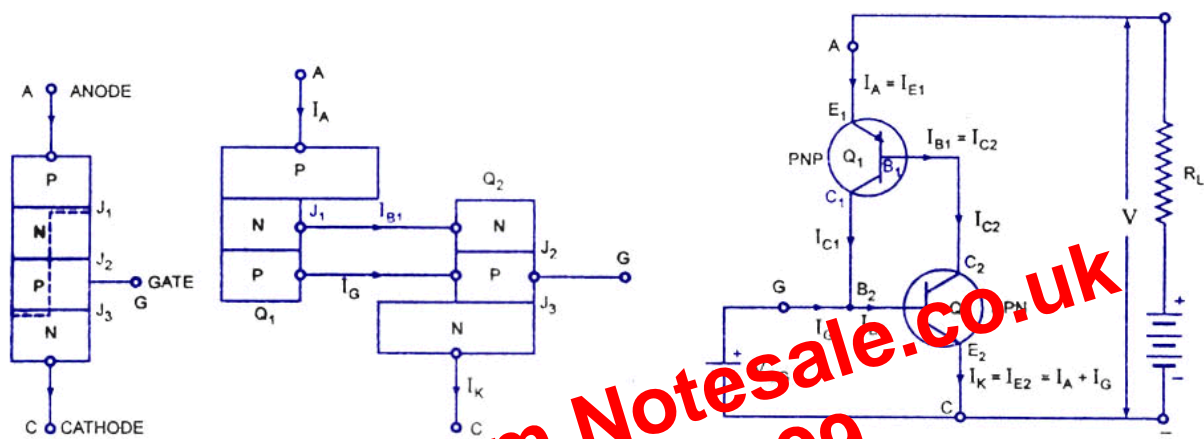 A ANODE
P
J1
N
J2
P
GATE
G
J3
N
C CATHODE
A
IA
P
N
J1
IB1
P
IG
Q1
Q2
N
J2
P
G
J3
N
IK
C
A
IA = IE1
E1
PNP Q1
B1
IB1 = IC2
C1
IC1
IC2
C2
G
B2
E2
IK = IE2 = IA + IG
C
V
RL
+
-
+
-
Notesale.co.uk